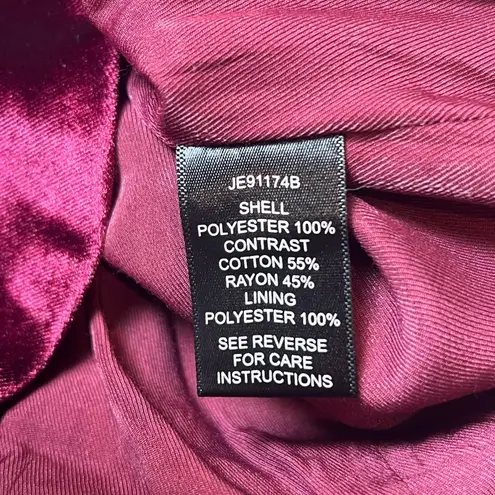 JE91174B
SHELL
POLYESTER 100%
CONTRAST
COTTON 55%
RAYON 45%
LINING
POLYESTER 100%
SEE REVERSE
FOR CARE
INSTRUCTIONS